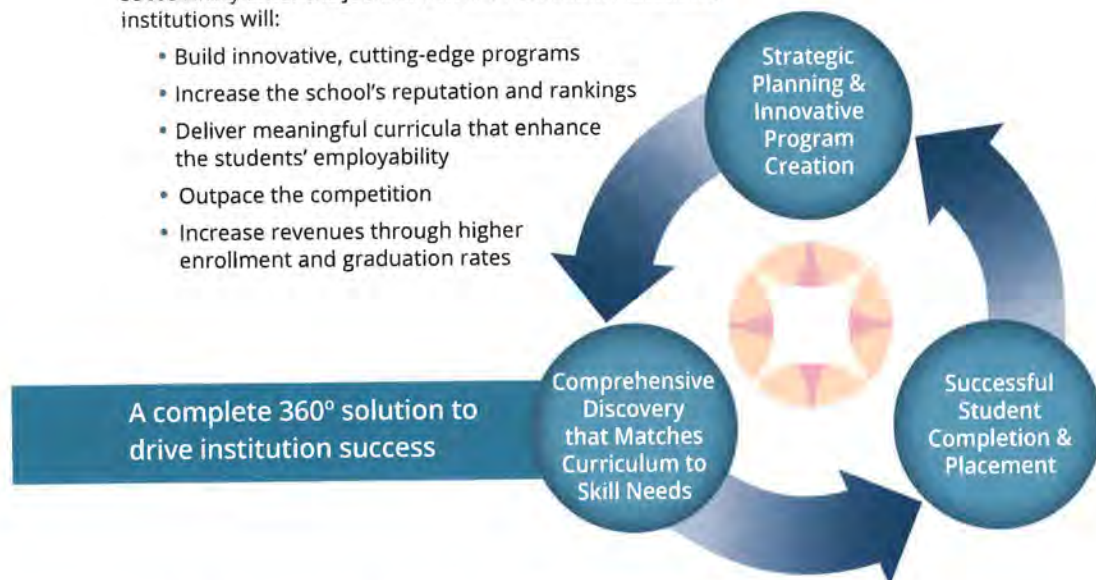 institutions will:
• Build innovative, cutting-edge programs
• Increase the school's reputation and rankings
• Deliver meaningful curricula that enhance
the students' employability
• Outpace the competition
• Increase revenues through higher
enrollment and graduation rates
A complete 360º solution to
drive institution success
Strategic
Planning &
Innovative
Program
Creation
Comprehensive
Discovery
that Matches
Curriculum to
Skill Needs
Successful
Student
Completion &
Placement